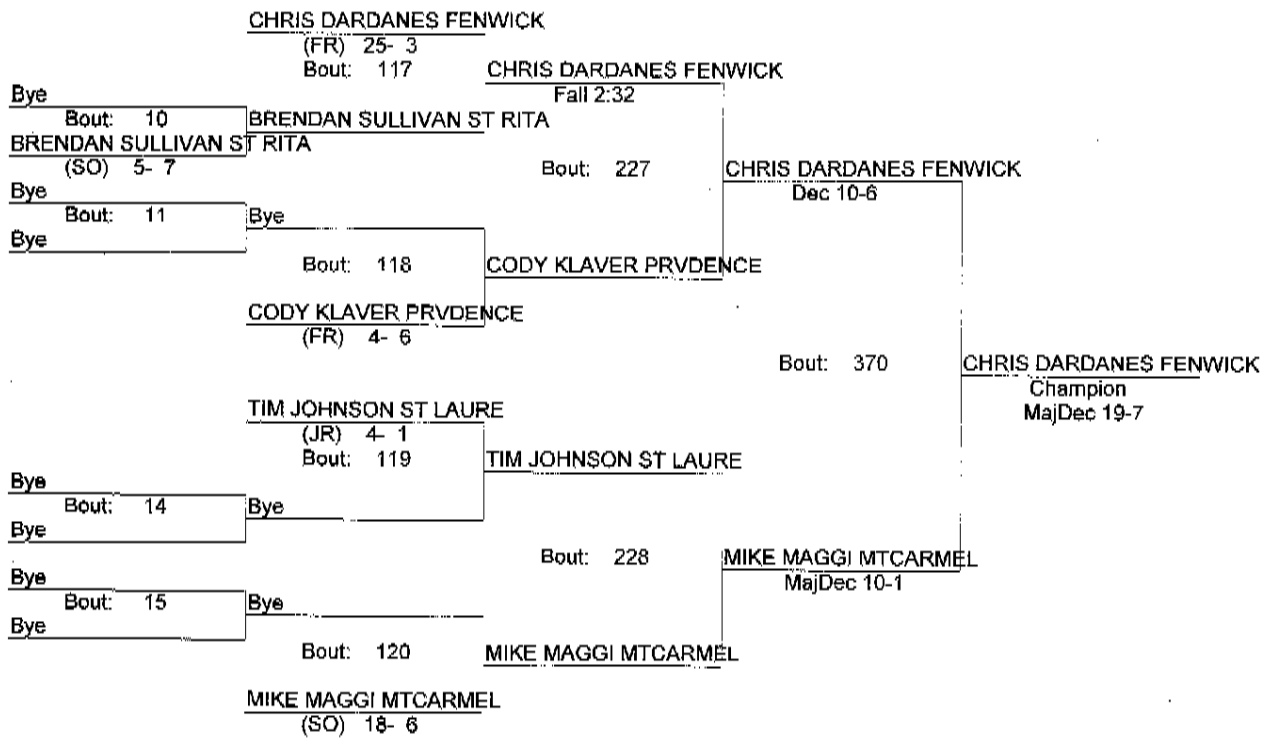 CHRIS DARDANES FENWICK
(FR) 25- 3
Bout: 117
CHRIS DARDANES FENWICK
Fall 2:32
Bye
Bout: 10
BRENDAN SULLIVAN ST RITA
BRENDAN SULLIVAN ST RITA
(SO) 5- 7
Bout: 227
CHRIS DARDANES FENWICK
Dec 10-6
Bye
Bout: 11
Bye
Bye
Bout: 118
CODY KLAVER PRVDENCE
CODY KLAVER PRVDENCE
(FR) 4- 6
Bout: 370
CHRIS DARDANES FENWICK
Champion
MajDec 19-7
TIM JOHNSON ST LAURE
(JR) 4- 1
Bout: 119
TIM JOHNSON ST LAURE
Bye
Bout: 14
Bye
Bye
Bout: 228
MIKE MAGGI MTCARMEL
MajDec 10-1
Bye
Bout: 15
Bye
Bye
Bout: 120
MIKE MAGGI MTCARMEL
MIKE MAGGI MTCARMEL
(SO) 18- 6